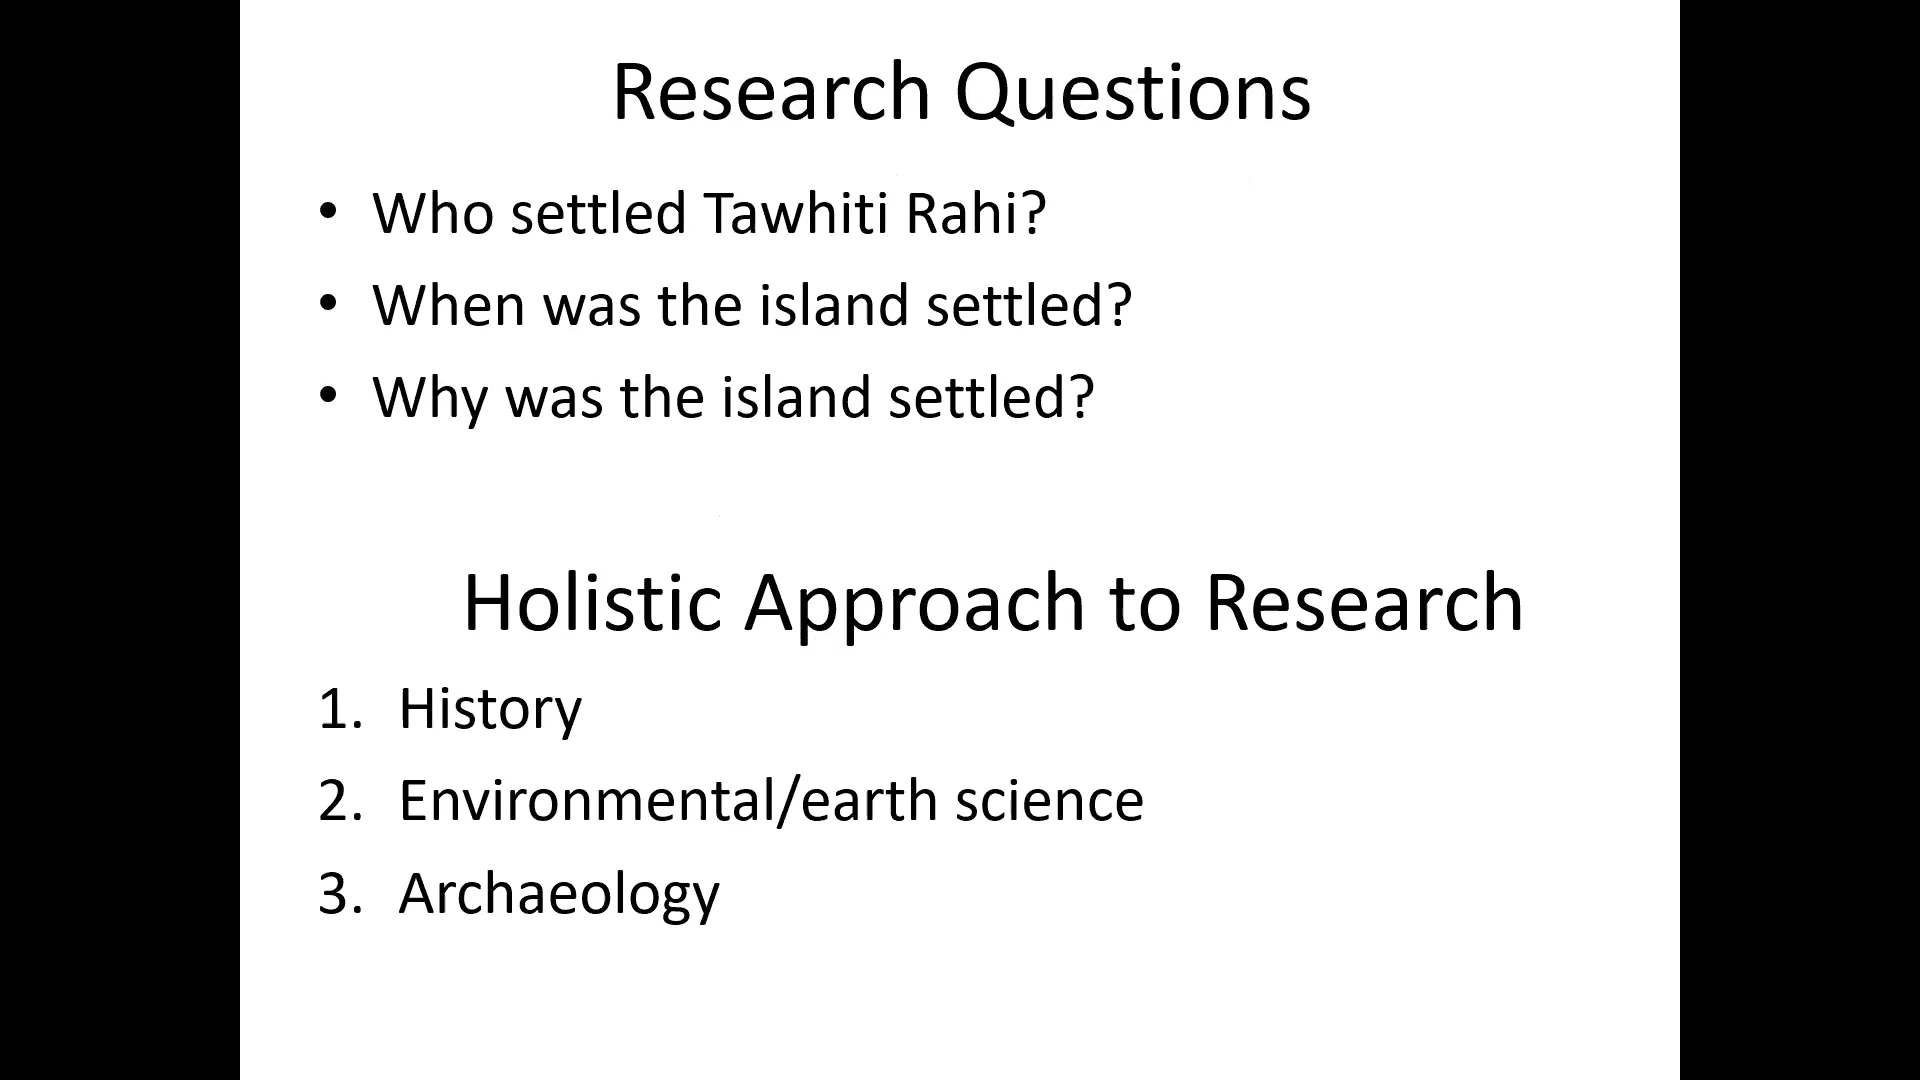 Research Questions
• Who settled Tawhiti Rahi?
• When was the island settled?
• Why was the island settled?
Holistic Approach to Research
1. History
2. Environmental/earth science
3. Archaeology